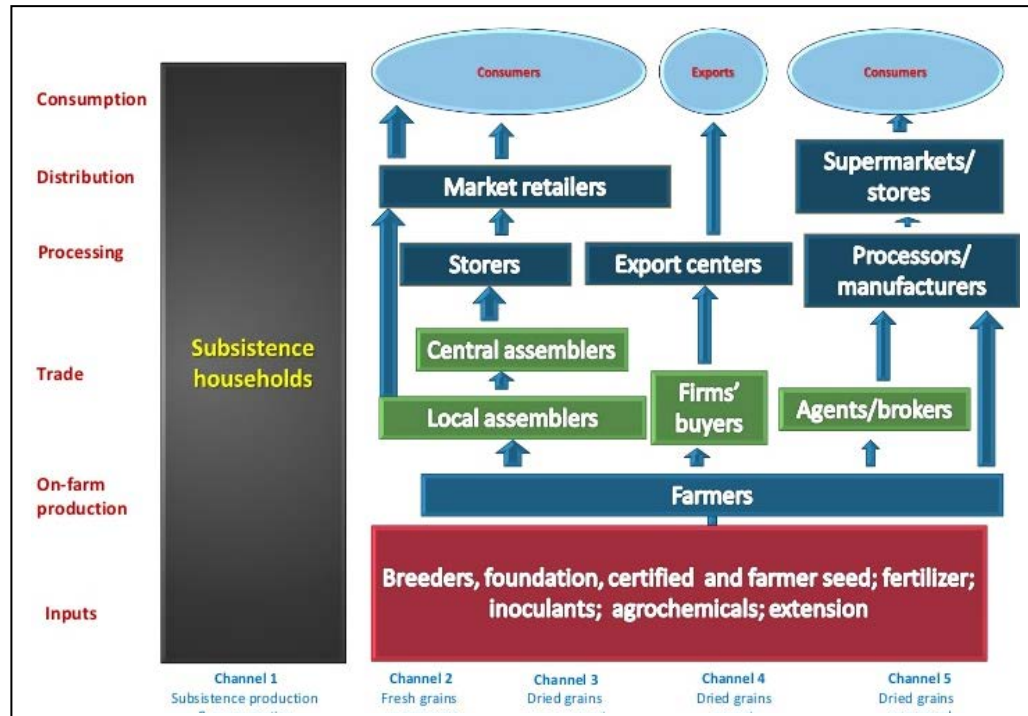 Consumption
Distribution
Processing
Trade
On-farm
production
Inputs
Subsistence
households
Consumers
Exports
Consumers
Market retailers
Supermarkets/
stores
Storers
Export centers
Processors/
manufacturers
Central assemblers
Local assemblers
Firms'
buyers
Agents/brokers
Farmers
Breeders, foundation, certified and farmer seed; fertilizer;
inoculants; agrochemicals; extension
Channel 1
Subsistence production
Channel 2
Fresh grains
Channel 3
Dried grains
Channel 4
Dried grains
Channel 5
Dried grains